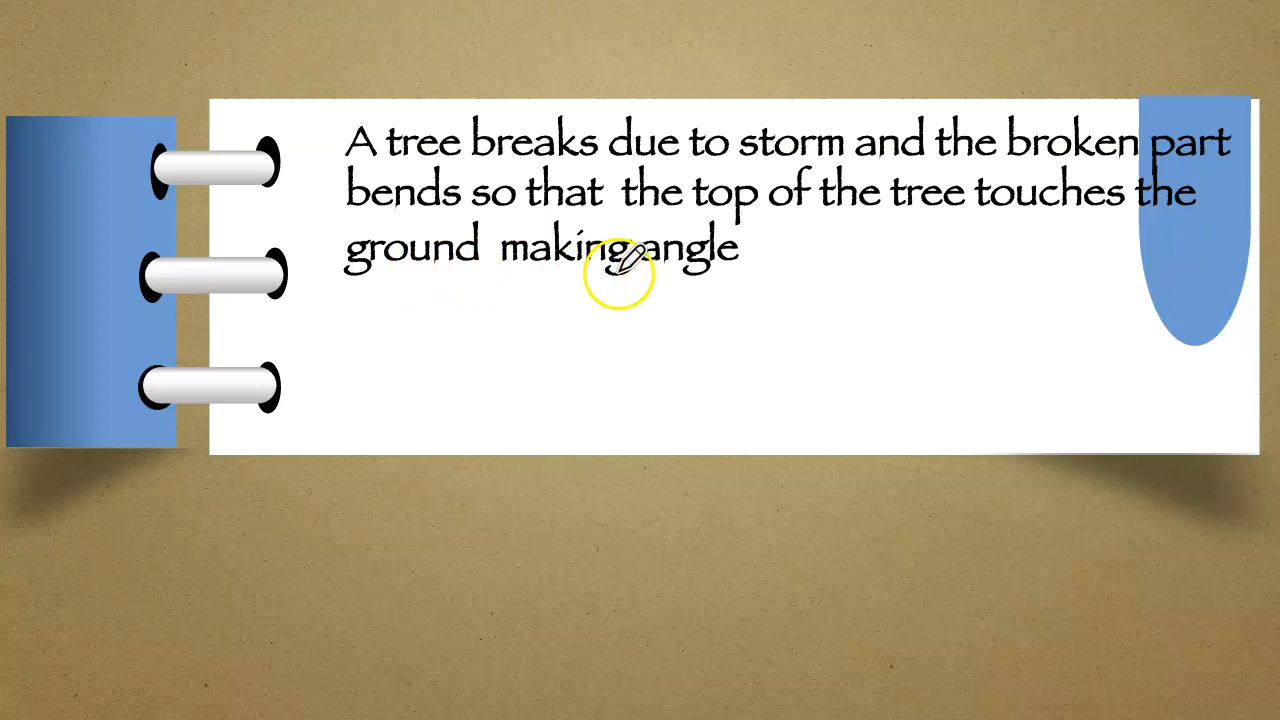 A tree breaks due to storm and the broken part
bends so that the top of the tree touches the
ground making angle